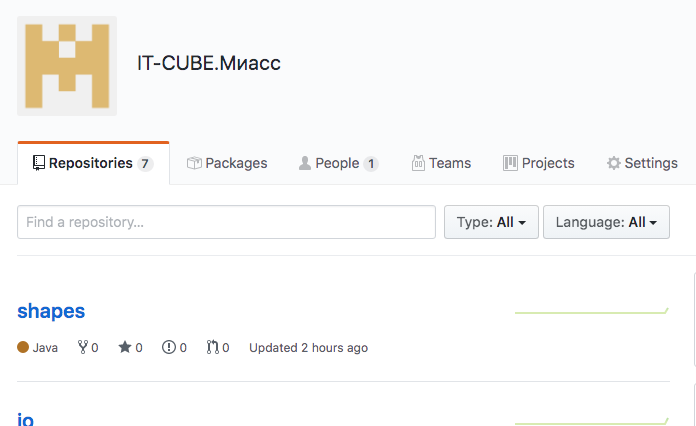 IT-CUBE.Миасс
Repositories 7 Packages People 1 Teams Projects Settings
Find a repository... Type: All Language: All
shapes
Java 0 0 0 0 Updated 2 hours ago
io